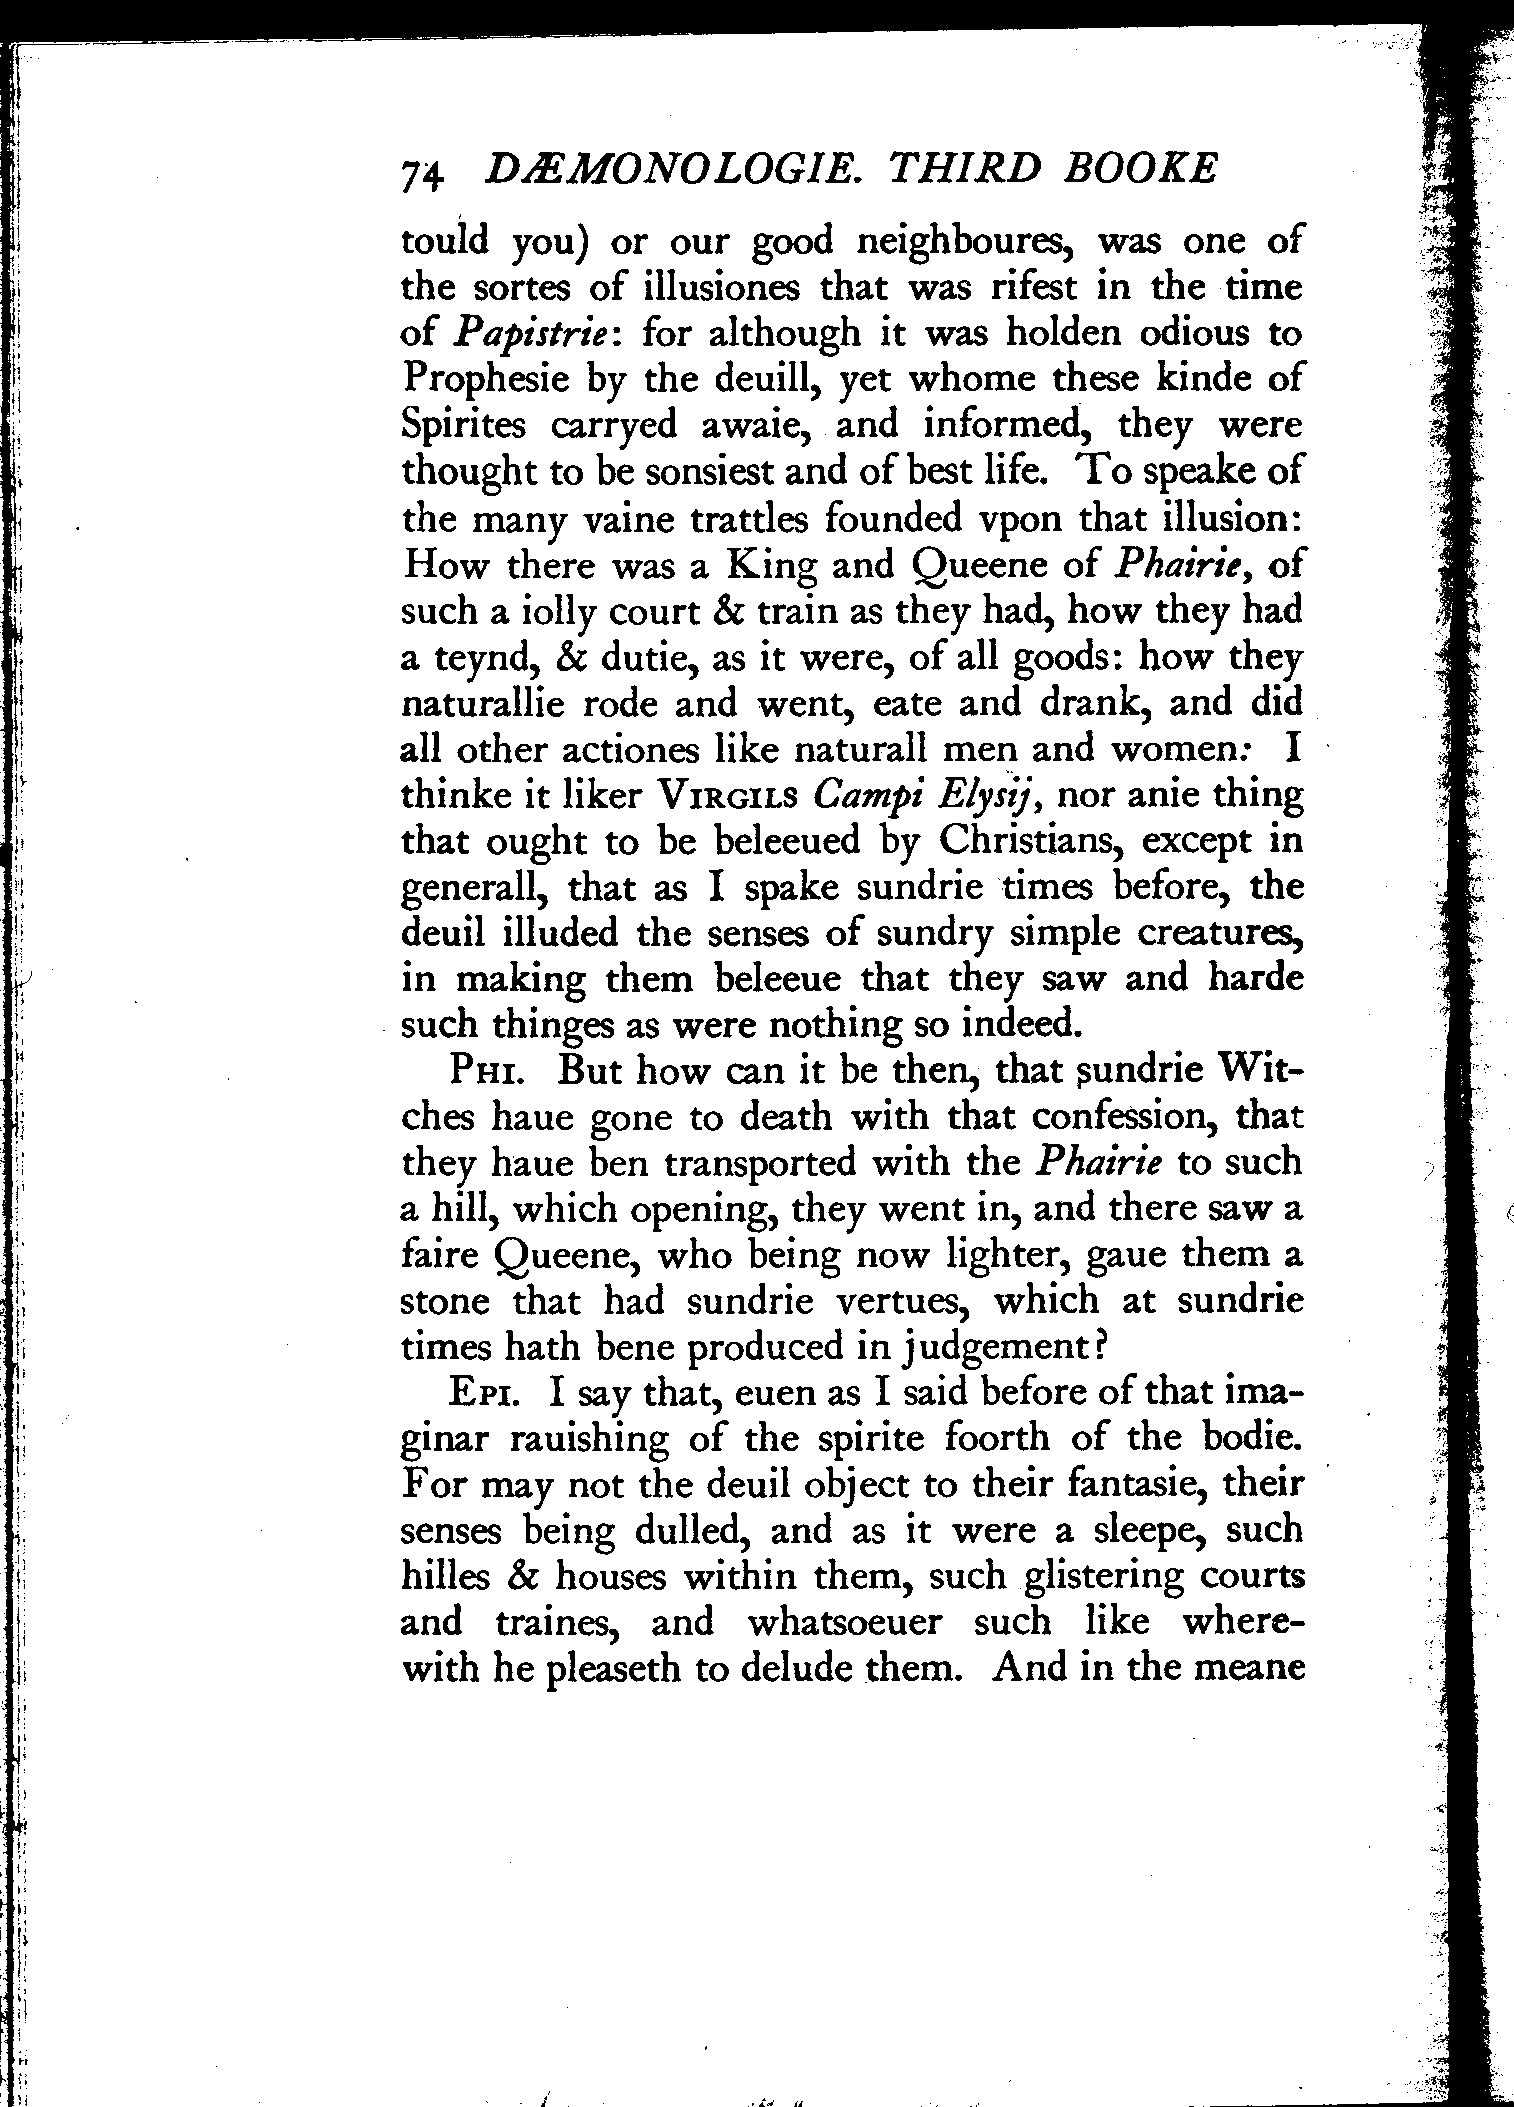 74 DÆMONOLOGIE. THIRD BOOKE
tould you) or our good neighboures, was one of
the sortes of illusiones that was rifest in the time
of Papistrie: for although it was holden odious to
Prophesie by the deuill, yet whome these kinde of
Spirites carryed awaie, and informed, they were
thought to be sonsiest and of best life. To speake of
the many vaine trattles founded vpon that illusion:
How there was a King and Queene of Phairie, of
such a iolly court & train as they had, how they had
a teynd, & dutie, as it were, of all goods: how they
naturallie rode and went, eate and drank, and did
all other actiones like naturall men and women: I
thinke it liker VIRGILS Campi Elysij, nor anie thing
that ought to be beleeued by Christians, except in
generall, that as I spake sundrie times before, the
deuil illuded the senses of sundry simple creatures,
in making them beleeue that they saw and harde
such thinges as were nothing so indeed.
PHI. But how can it be then, that sundrie Wit-
ches haue gone to death with that confession, that
they haue ben transported with the Phairie to such
a hill, which opening, they went in, and there saw a
faire Queene, who being now lighter, gaue them a
stone that had sundrie vertues, which at sundrie
times hath bene produced in judgement?
EPI. I say that, euen as I said before of that ima-
ginar rauishing of the spirite foorth of the bodie.
For may not the deuil object to their fantasie, their
senses being dulled, and as it were a sleepe, such
hilles & houses within them, such glistering courts
and traines, and whatsoeuer such like where-
with he pleaseth to delude them. And in the meane